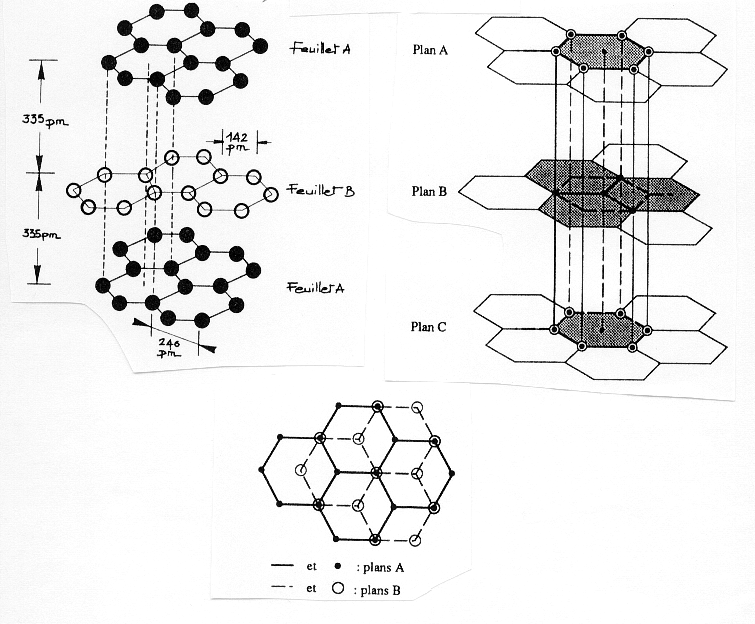 Feuillet A
335 pm
142
pm
Feuillet B
335 pm
Feuillet A
246
pm
Plan A
Plan B
Plan C
et : plans A
et : plans B